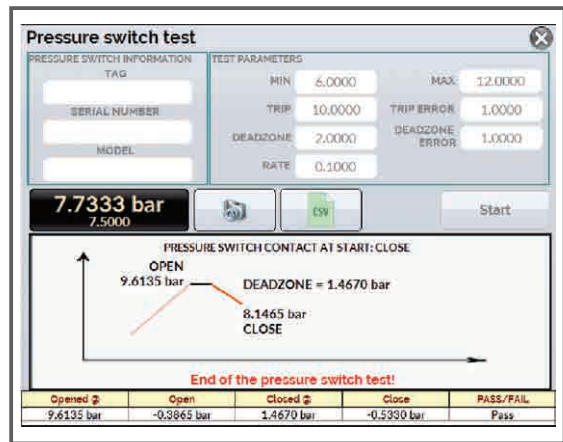 Pressure switch test
PRESSURE SWITCH INFORMATION
TAG
SERIAL NUMBER
MODEL
TEST PARAMETERS
MIN 6.0000 MAX 12.0000
TRIP 10.0000 TRIP ERROR 1.0000
DEADZONE 2.0000 DEADZONE ERROR 1.0000
RATE 0.1000
7.7333 bar
7.5000
CSV
Start
PRESSURE SWITCH CONTACT AT START: CLOSE
OPEN
9.6135 bar
DEADZONE = 1.4670 bar
8.1465 bar
CLOSE
End of the pressure switch test!
Opened @ Open Closed @ Close PASS/FAIL
9.6135 bar -0.3865 bar 1.4670 bar -0.5330 bar Pass